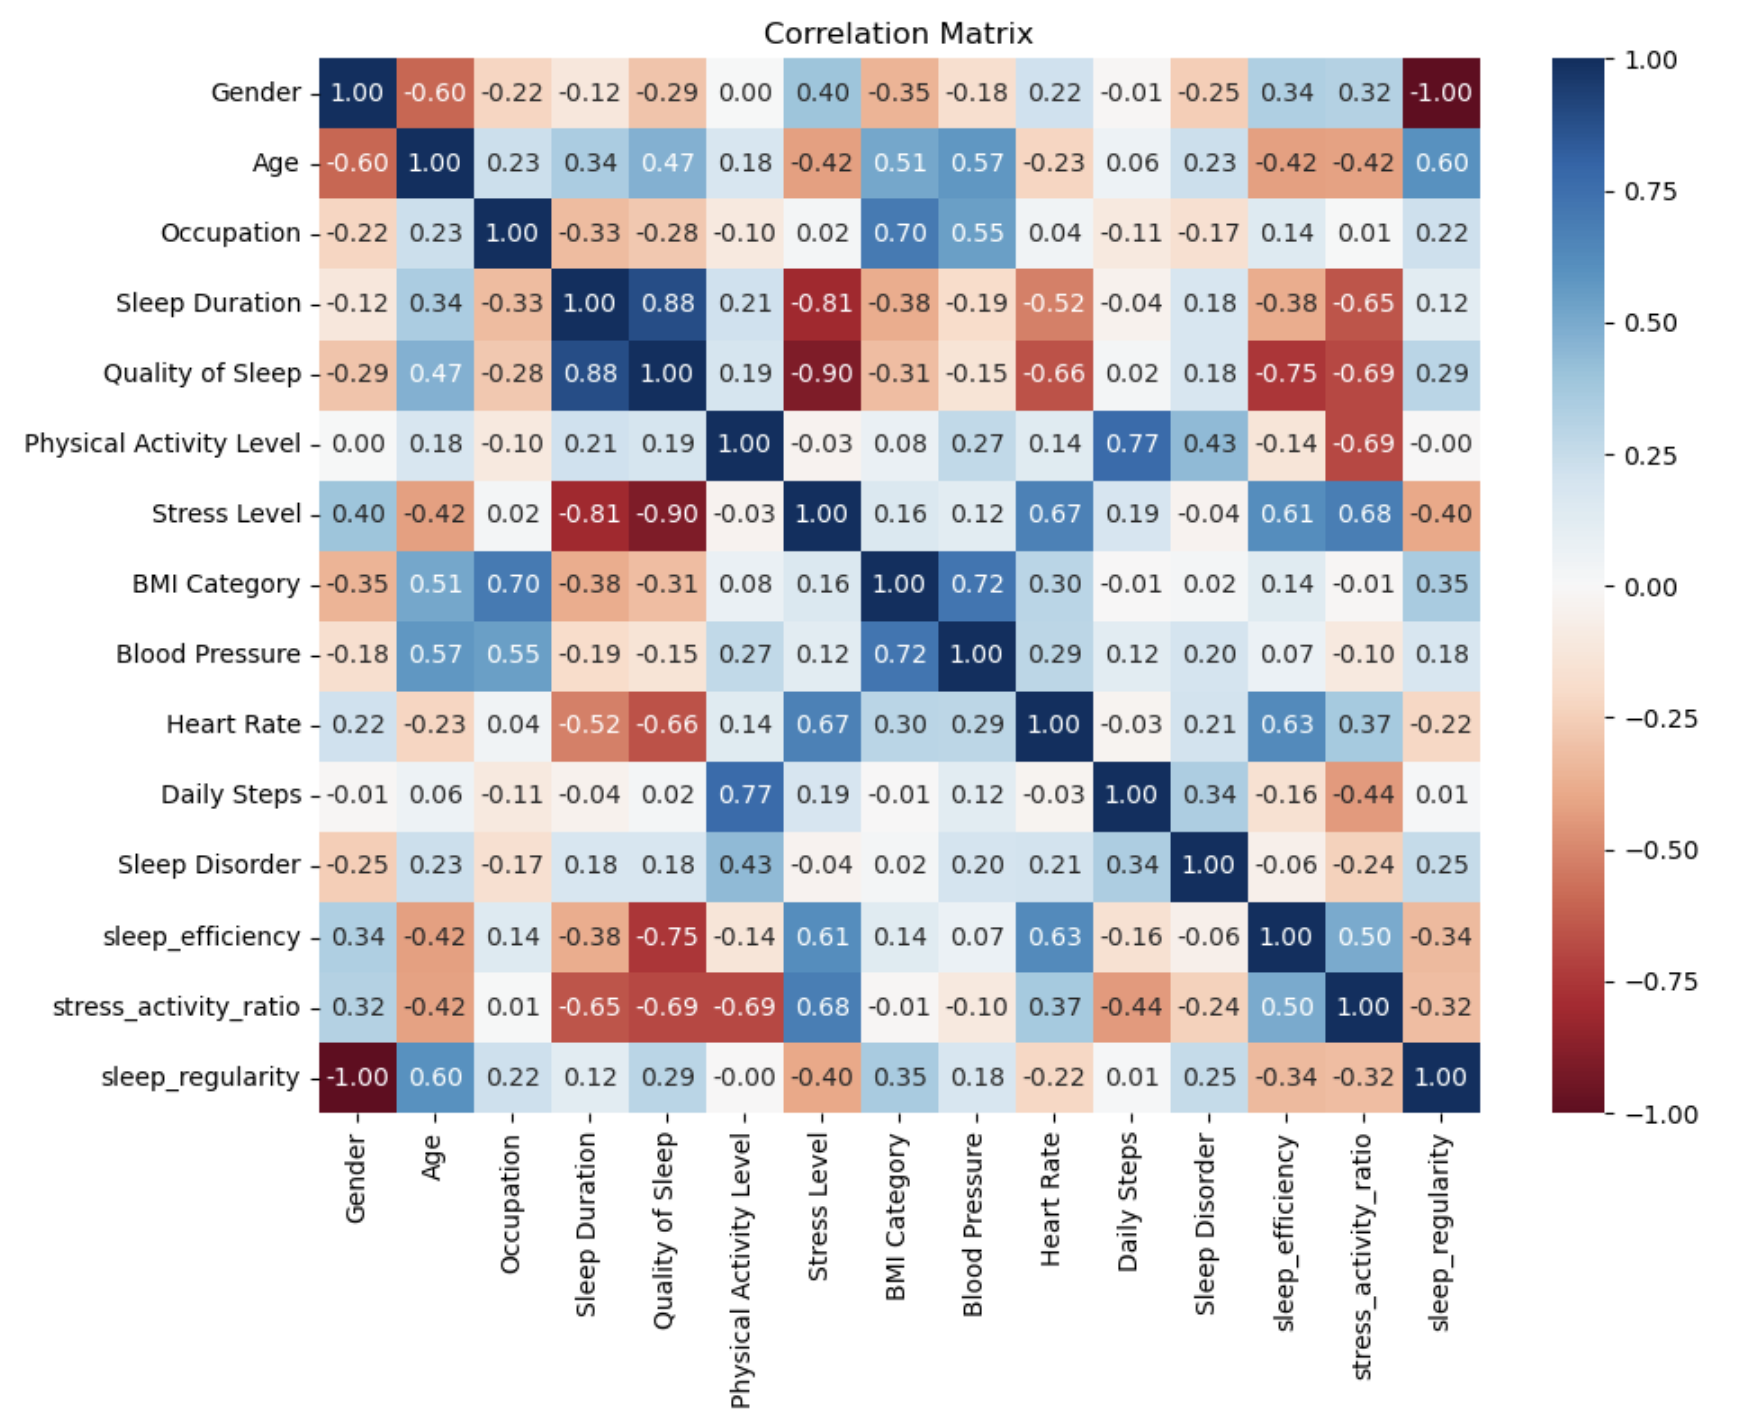 Correlation Matrix
Gender 1.00 -0.60 -0.22 -0.12 -0.29 0.00 0.40 -0.35 -0.18 0.22 -0.01 -0.25 0.34 0.32 -1.00
Age -0.60 1.00 0.23 0.34 0.47 0.18 -0.42 0.51 0.57 -0.23 0.06 0.23 -0.42 -0.42 0.60
Occupation -0.22 0.23 1.00 -0.33 -0.28 -0.10 0.02 0.70 0.55 0.04 -0.11 -0.17 0.14 0.01 0.22
Sleep Duration -0.12 0.34 -0.33 1.00 0.88 0.21 -0.81 -0.38 -0.19 -0.52 -0.04 0.18 -0.38 -0.65 0.12
Quality of Sleep -0.29 0.47 -0.28 0.88 1.00 0.19 -0.90 -0.31 -0.15 -0.66 0.02 0.18 -0.75 -0.69 0.29
Physical Activity Level 0.00 0.18 -0.10 0.21 0.19 1.00 -0.03 0.08 0.27 0.14 0.77 0.43 -0.14 -0.69 -0.00
Stress Level 0.40 -0.42 0.02 -0.81 -0.90 -0.03 1.00 0.16 0.12 0.67 0.19 -0.04 0.61 0.68 -0.40
BMI Category -0.35 0.51 0.70 -0.38 -0.31 0.08 0.16 1.00 0.72 0.30 -0.01 0.02 0.14 -0.01 0.35
Blood Pressure -0.18 0.57 0.55 -0.19 -0.15 0.27 0.12 0.72 1.00 0.29 0.12 0.20 0.07 -0.10 0.18
Heart Rate 0.22 -0.23 0.04 -0.52 -0.66 0.14 0.67 0.30 0.29 1.00 -0.03 0.21 0.63 0.37 -0.22
Daily Steps -0.01 0.06 -0.11 -0.04 0.02 0.77 0.19 -0.01 0.12 -0.03 1.00 0.34 -0.16 -0.44 0.01
Sleep Disorder -0.25 0.23 -0.17 0.18 0.18 0.43 -0.04 0.02 0.20 0.21 0.34 1.00 -0.06 -0.24 0.25
sleep_efficiency 0.34 -0.42 0.14 -0.38 -0.75 -0.14 0.61 0.14 0.07 0.63 -0.16 -0.06 1.00 0.50 -0.34
stress_activity_ratio 0.32 -0.42 0.01 -0.65 -0.69 -0.69 0.68 -0.01 -0.10 0.37 -0.44 -0.24 0.50 1.00 -0.32
sleep_regularity -1.00 0.60 0.22 0.12 0.29 -0.00 -0.40 0.35 0.18 -0.22 0.01 0.25 -0.34 -0.32 1.00
Gender
Age
Occupation
Sleep Duration
Quality of Sleep
Physical Activity Level
Stress Level
BMI Category
Blood Pressure
Heart Rate
Daily Steps
Sleep Disorder
sleep_efficiency
stress_activity_ratio
sleep_regularity
1.00
0.75
0.50
0.25
0.00
−0.25
−0.50
−0.75
−1.00